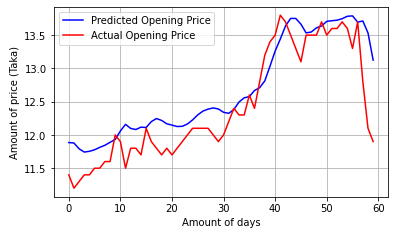 Predicted Opening Price
Actual Opening Price
Amount of price (Taka)
13.5
13.0
12.5
12.0
11.5
0 10 20 30 40 50 60
Amount of days